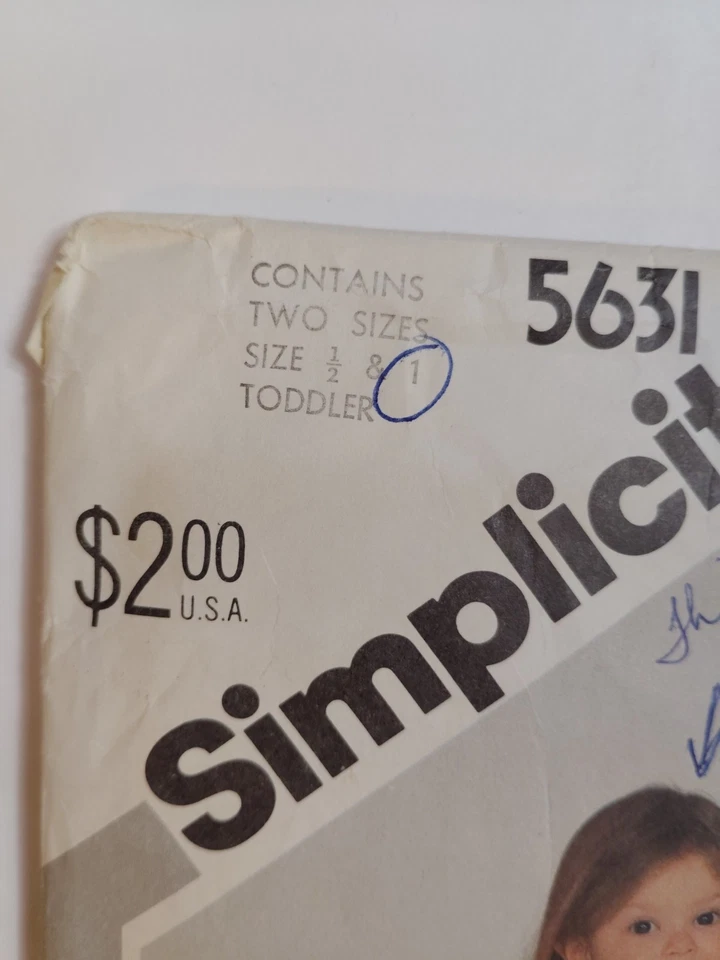 CONTAINS
TWO SIZES
SIZE ½ & 1
TODDLER
5631
$2.00
U.S.A.
Simplicit